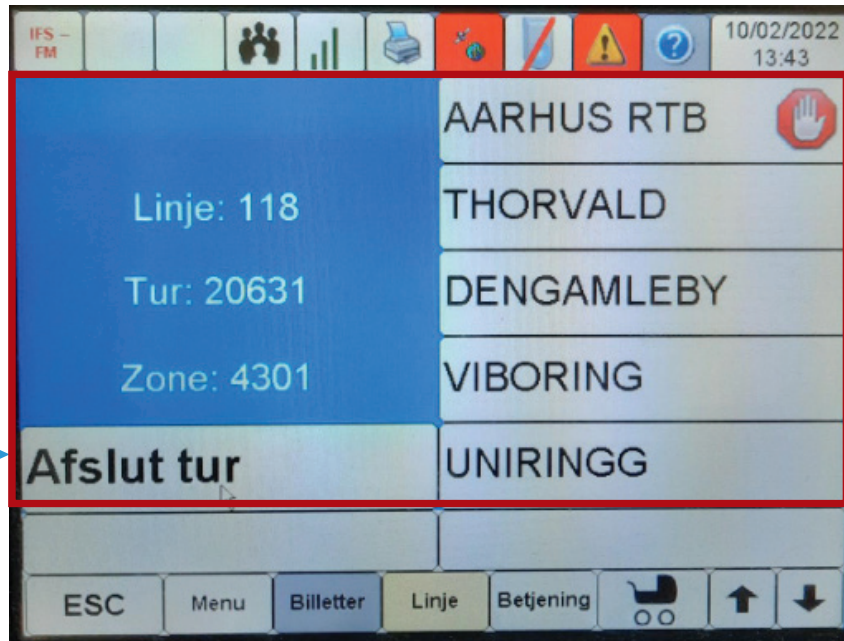 IFS –
FM
10/02/2022
13:43
Linje: 118
Tur: 20631
Zone: 4301
Afslut tur
AARHUS RTB
THORVALD
DENGAMLEBY
VIBORING
UNIRINGG
?
ESC
Menu
Billetter
Linje
Betjening